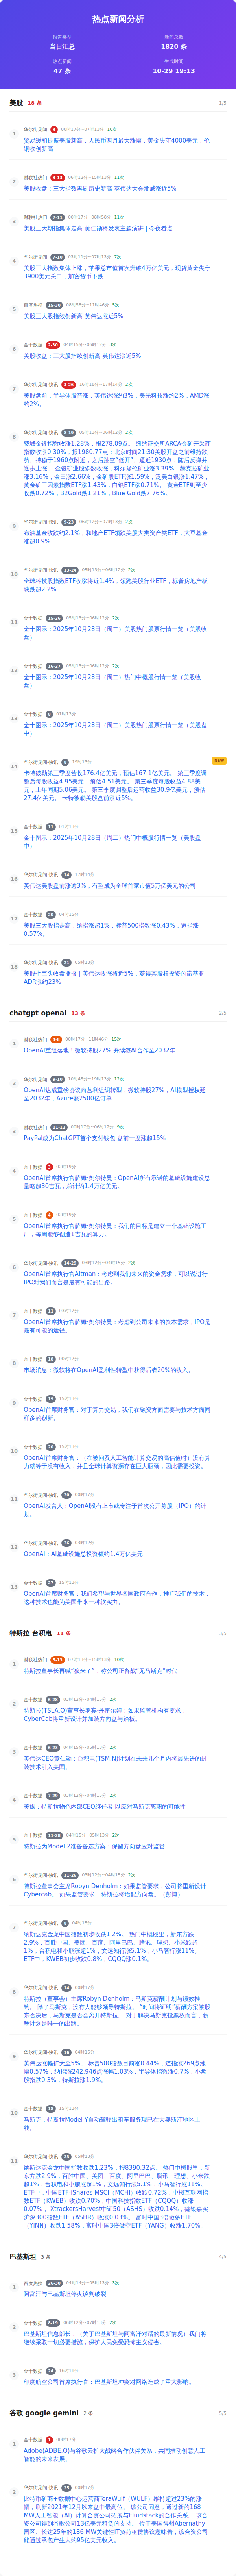 热点新闻分析
报告类型
当日汇总
新闻总数
1820 条
热点新闻
47 条
生成时间
10-29 19:13
美股 18 条 1/5
1 华尔街见闻
贸易缓和提振美股新高，人民币两月最大涨幅，黄金失守4000美元，伦
铜收创新高
2 财联社热门
美股收盘：三大指数再刷历史新高 英伟达大会发威涨近5%
3 财联社热门
美股三大期指集体走高 黄仁勋将发表主题演讲 | 今夜看点
4 华尔街见闻
美股三大指数集体上涨，苹果总市值首次升破4万亿美元，现货黄金失守
3900美元关口，加密货币下跌
5 百度热搜
美股三大股指续创新高 英伟达涨近5%
6 金十数据
美股收盘：三大股指续创新高 英伟达涨近5%
7 华尔街见闻-快讯
美股盘前，半导体股普涨，英伟达涨约3%，美光科技涨约2%，AMD涨
约2%。
8 华尔街见闻-快讯
费城金银指数收涨1.28%，报278.09点。 纽约证交所ARCA金矿开采商
指数收涨0.30%，报1980.77点；北京时间21:30美股开盘之前维持跌
势，持稳于1960点附近，之后跳空“低开”、逼近1930点，随后反弹并
逐步上涨。 金银矿业股多数收涨，科尔黛伦矿业涨3.39%，赫克拉矿业
涨3.16%，金田涨2.66%，金矿股ETF涨1.59%，泛美白银涨1.47%，
黄金矿工因素指数ETF涨1.43%，白银ETF涨0.71%。 黄金ETF则至少
收跌0.72%，B2Gold跌1.21%，Blue Gold跌7.76%。
9 华尔街见闻-快讯
布油基金收跌约2.1%，和地产ETF领跌美股大类资产类ETF，大豆基金
涨超0.9%
10 华尔街见闻-快讯
全球科技股指数ETF收涨将近1.4%，领跑美股行业ETF，标普房地产板
块跌超2.2%
11 金十数据
金十图示：2025年10月28日（周二）美股热门股票行情一览（美股收
盘）
12 金十数据
金十图示：2025年10月28日（周二）热门中概股行情一览（美股收
盘）
13 金十数据
金十图示：2025年10月28日（周二）美股热门股票行情一览（美股盘
中）
14 华尔街见闻-快讯 NEW
卡特彼勒第三季度营收176.4亿美元，预估167.1亿美元。 第三季度调
整后每股收益4.95美元，预估4.51美元。 第三季度每股收益4.88美
元，上年同期5.06美元。 第三季度调整后运营收益30.9亿美元，预估
27.4亿美元。 卡特彼勒美股盘前涨近5%。
15 金十数据
金十图示：2025年10月28日（周二）热门中概股行情一览（美股盘
中）
16 华尔街见闻-快讯
英伟达美股盘前涨逾3%，有望成为全球首家市值5万亿美元的公司
17 金十数据
美股三大股指走高，纳指涨超1%，标普500指数涨0.43%，道指涨
0.57%。
18 华尔街见闻-快讯
美股七巨头收盘播报｜英伟达收涨将近5%，获得其股权投资的诺基亚
ADR涨约23%
chatgpt openai 13 条 2/5
1 财联社热门
OpenAI重组落地！微软持股27% 并续签AI合作至2032年
2 华尔街见闻
OpenAI达成重磅协议向营利组织转型，微软持股27%，AI模型授权延
至2032年，Azure获2500亿订单
3 财联社热门
PayPal成为ChatGPT首个支付钱包 盘前一度涨超15%
4 金十数据
OpenAI首席执行官萨姆·奥尔特曼：OpenAI所有承诺的基础设施建设总
量略超30吉瓦，总计约1.4万亿美元。
5 金十数据
OpenAI首席执行官萨姆·奥尔特曼：我们的目标是建立一个基础设施工
厂，每周能够创造1吉瓦的算力。
6 华尔街见闻-快讯
OpenAI首席执行官Altman：考虑到我们未来的资金需求，可以说进行
IPO对我们而言是最有可能的出路。
7 金十数据
OpenAI首席执行官萨姆·奥尔特曼：考虑到公司未来的资本需求，IPO是
最有可能的途径。
8 金十数据
市场消息：微软将在OpenAI盈利性转型中获得后者20%的收入。
9 金十数据
OpenAI首席财务官：对于算力交易，我们在融资方面需要与技术方面同
样多的创新。
10 金十数据
OpenAI首席财务官：（在被问及人工智能计算交易的高估值时）没有算
力就等于没有收入，并且全球计算资源存在巨大瓶颈，因此需要投资。
11 华尔街见闻-快讯
OpenAI发言人：OpenAI没有上市或专注于首次公开募股（IPO）的计
划。
12 华尔街见闻-快讯
OpenAI：AI基础设施总投资额约1.4万亿美元
13 金十数据
OpenAI首席财务官：我们希望与世界各国政府合作，推广我们的技术，
这种技术也能为美国带来一种软实力。
特斯拉 台积电 11 条 3/5
1 财联社热门
特斯拉董事长再喊“狼来了”：称公司正备战“无马斯克”时代
2 金十数据
特斯拉(TSLA.O)董事长罗宾·丹霍尔姆：如果监管机构有要求，
CyberCab将重新设计并加装方向盘与踏板。
3 金十数据
英伟达CEO黄仁勋：台积电(TSM.N)计划在未来几个月内将最先进的封
装技术引入美国。
4 金十数据
美媒：特斯拉物色内部CEO继任者 以应对马斯克离职的可能性
5 金十数据
特斯拉为Model 2准备备选方案：保留方向盘应对监管
6 华尔街见闻-快讯
特斯拉董事会主席Robyn Denholm：如果监管要求，公司将重新设计
Cybercab。 如果监管要求，特斯拉将增配方向盘。（彭博）
7 华尔街见闻-快讯
纳斯达克金龙中国指数初步收跌1.2%。 热门中概股里，新东方跌
2.9%，百胜中国、美团、百度、阿里巴巴、腾讯、理想、小米跌超
1%，台积电和小鹏涨超1%，文远知行涨5.1%，小马智行涨11%。
ETF中，KWEB初步收跌0.8%，CQQQ涨0.1%。
8 华尔街见闻-快讯
特斯拉（董事会）主席Robyn Denholm：马斯克薪酬计划与绩效挂
钩。 除了马斯克，没有人能够领导特斯拉。 “时间将证明”薪酬方案被股
东否决后，马斯克是否会离开特斯拉。 对于解决马斯克投票权而言，薪
酬计划是唯一的出路。
9 华尔街见闻-快讯
英伟达涨幅扩大至5%。 标普500指数目前涨0.44%，道指涨269点涨
幅0.57%，纳指涨242.946点涨幅1.03%，半导体指数涨0.7%，小盘
股指跌0.3%，特斯拉涨1.9%。
10 金十数据
马斯克：特斯拉Model Y自动驾驶出租车服务现已在大奥斯汀地区上
线。
11 华尔街见闻-快讯
纳斯达克金龙中国指数收跌1.23%，报8390.32点。 热门中概股里，新
东方跌2.9%，百胜中国、美团、百度、阿里巴巴、腾讯、理想、小米跌超
1%，台积电和小鹏涨超1%，文远知行涨5.1%，小马智行涨11%。
ETF中，中国ETF-iShares MSCI（MCHI）收跌0.72%，中概互联网指
数ETF（KWEB）收跌0.70%，中国科技指数ETF（CQQQ）收涨
0.07%， XtrackersHarvest中证50（ASHS）收跌0.14%，德银嘉实
沪深300指数ETF（ASHR）收涨0.03%。 富时中国3倍做多ETF
（YINN）收跌1.58%，富时中国3倍做空ETF（YANG）收涨1.70%。
巴基斯坦 3 条 4/5
1 百度热搜
阿富汗与巴基斯坦停火谈判破裂
2 金十数据
巴基斯坦信息部长：（关于巴基斯坦与阿富汗对话的最新情况）我们将
继续采取一切必要措施，保护人民免受恐怖主义侵害。
3 金十数据
印度航空公司首席执行官：巴基斯坦冲突对网络造成了重大影响。
谷歌 google gemini 2 条 5/5
1 金十数据
Adobe(ADBE.O)与谷歌云扩大战略合作伙伴关系，共同推动创意人工
智能的未来发展。
2 华尔街见闻-快讯
比特币矿商+数据中心运营商TeraWulf（WULF）维持超过23%的涨
幅，刷新2021年12月以来盘中最高位。 该公司同意，通过新的168
MW人工智能（AI）计算合资公司拓展与Fluidstack的合作关系。 该合
资公司得到谷歌公司13亿美元租赁的支持、 位于美国得州Abernathy
园区、长达25年的186 MW关键性IT负荷租赁协议意味着，该合资公司
能通过承包产生大约95亿美元收入。